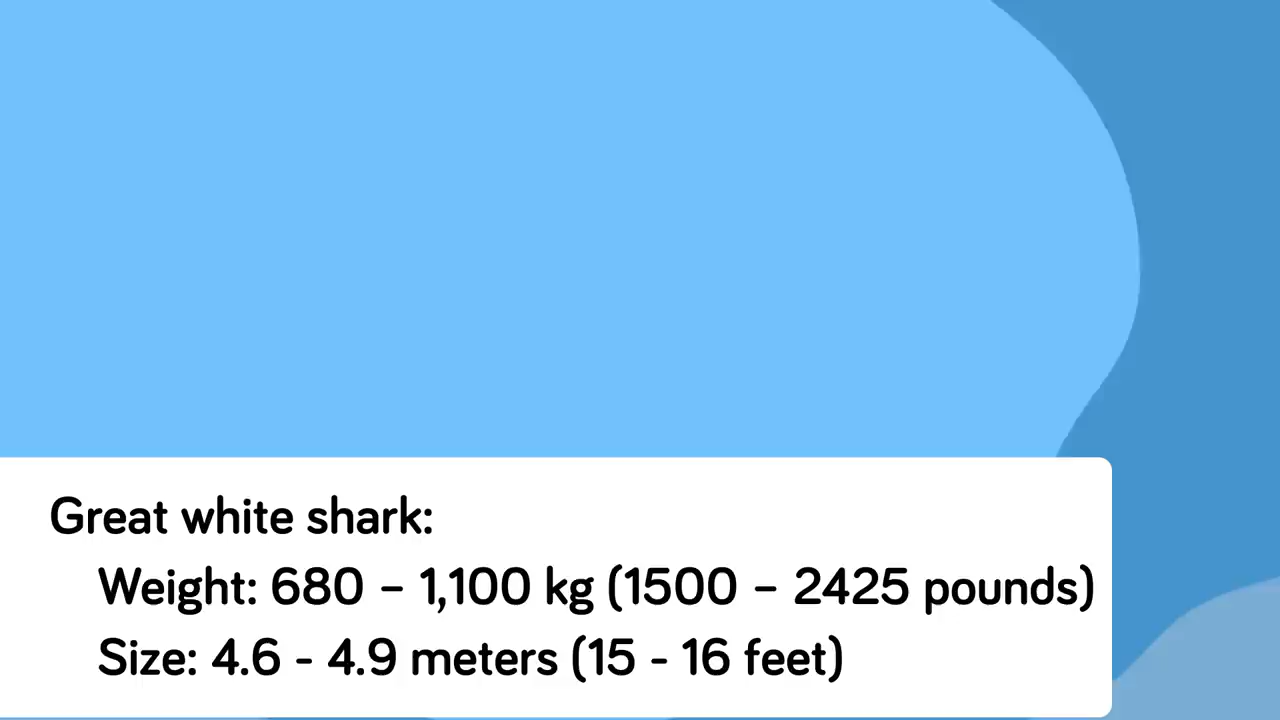 Great white shark:
Weight: 680 – 1,100 kg (1500 – 2425 pounds)
Size: 4.6 - 4.9 meters (15 - 16 feet)